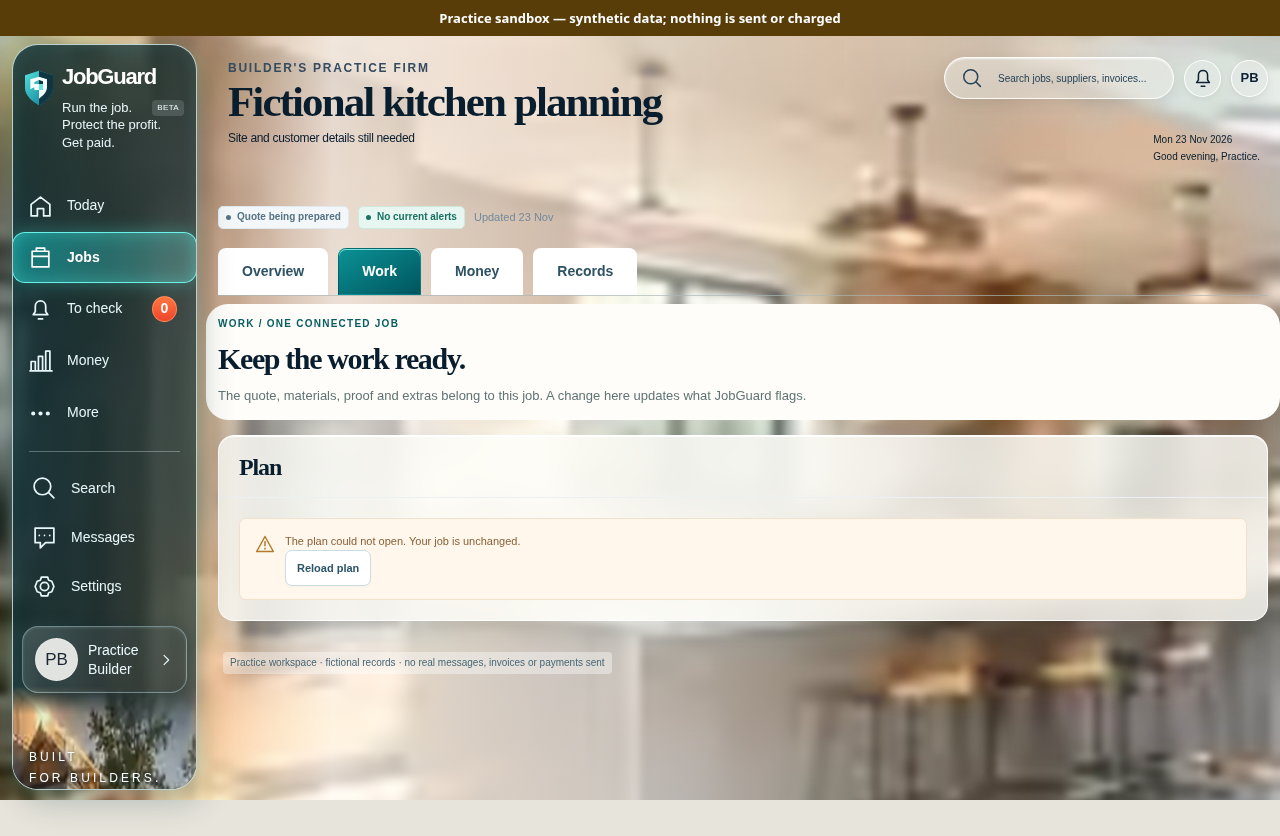 Practice sandbox — synthetic data; nothing is sent or charged
JobGuard
Run the job.
BETA
Protect the profit.
Get paid.
Today
Jobs
To check
0
Money
More
Search
Messages
Settings
PB
Practice
Builder
BUILT
FOR BUILDERS.
BUILDER'S PRACTICE FIRM
Fictional kitchen planning
Site and customer details still needed
Search jobs, suppliers, invoices...
PB
Mon 23 Nov 2026
Good evening, Practice.
Quote being prepared
No current alerts
Updated 23 Nov
Overview
Work
Money
Records
WORK / ONE CONNECTED JOB
Keep the work ready.
The quote, materials, proof and extras belong to this job. A change here updates what JobGuard flags.
Plan
The plan could not open. Your job is unchanged.
Reload plan
Practice workspace · fictional records · no real messages, invoices or payments sent